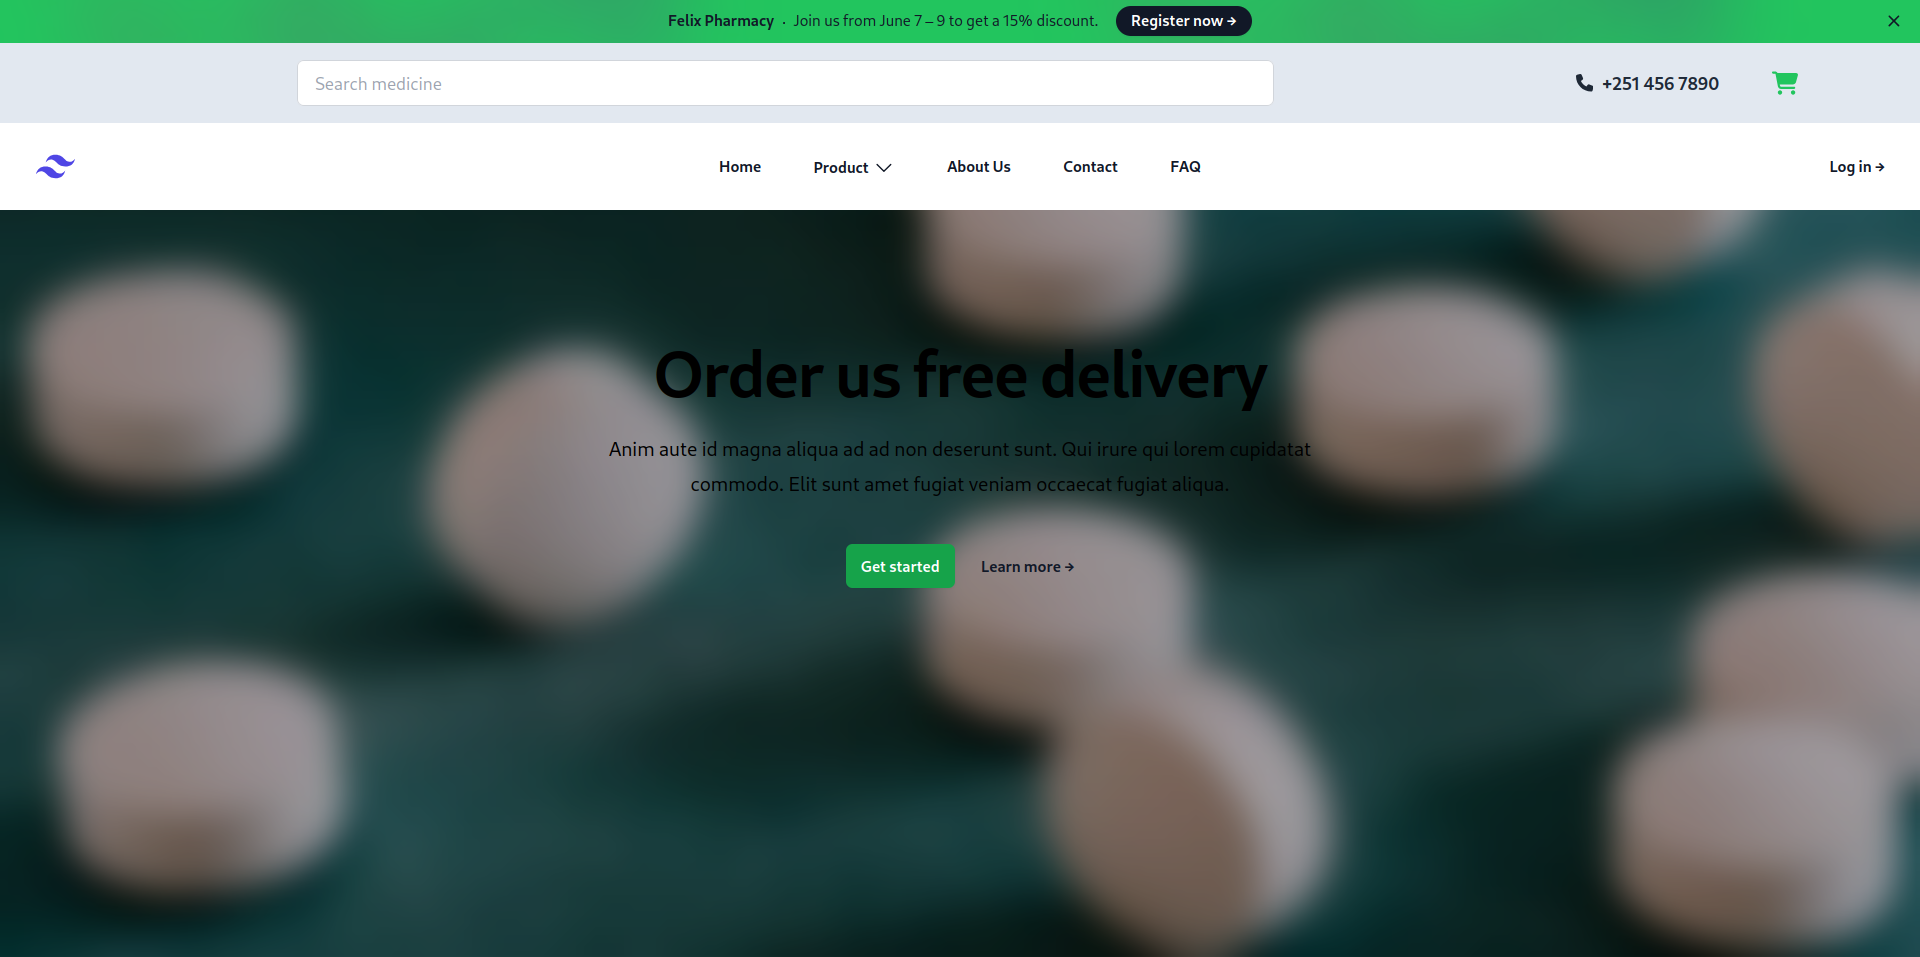 Felix Pharmacy · Join us from June 7 – 9 to get a 15% discount. Register now →
Search medicine
+251 456 7890
Home Product About Us Contact FAQ Log in →
Order us free delivery
Anim aute id magna aliqua ad ad non deserunt sunt. Qui irure qui lorem cupidatat
commodo. Elit sunt amet fugiat veniam occaecat fugiat aliqua.
Get started Learn more →